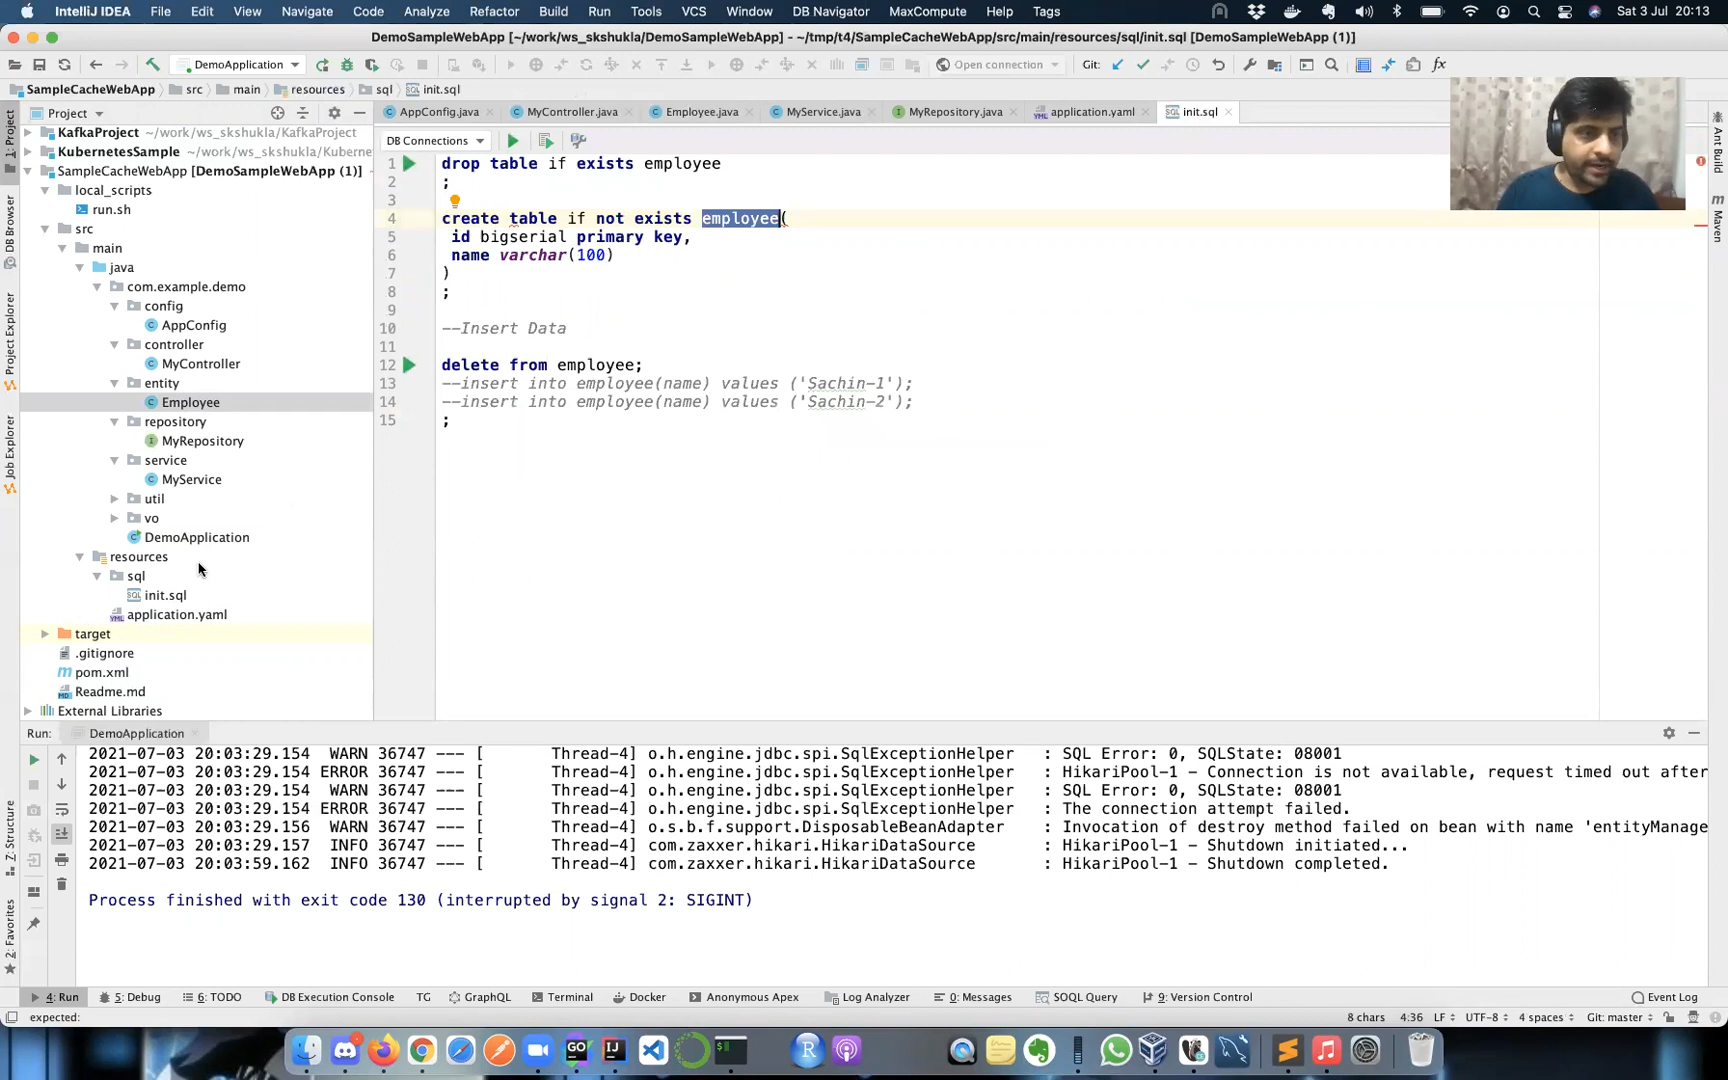 IntelliJ IDEA File Edit View Navigate Code Analyze Refactor Build Run Tools VCS Window DB Navigator MaxCompute Help Tags Sat 3 Jul 20:13
DemoSampleWebApp [~/work/ws_skshukla/DemoSampleWebApp] - ~/tmp/t4/SampleCacheWebApp/src/main/resources/sql/init.sql [DemoSampleWebApp (1)]
DemoApplication Open connection Git:
SampleCacheWebApp src main resources sql init.sql
Project AppConfig.java MyController.java Employee.java MyService.java MyRepository.java application.yaml init.sql
KafkaProject ~/work/ws_skshukla/KafkaProject
KubernetesSample ~/work/ws_skshukla/Kuberne
SampleCacheWebApp [DemoSampleWebApp (1)]
local_scripts
run.sh
src
main
java
com.example.demo
config
AppConfig
controller
MyController
entity
Employee
repository
MyRepository
service
MyService
util
vo
DemoApplication
resources
sql
init.sql
application.yaml
target
.gitignore
pom.xml
Readme.md
External Libraries
1: Project
DB Browser
Project Explorer
Job Explorer
Z: Structure
2: Favorites
DB Connections
1 drop table if exists employee
2 ;
3
4 create table if not exists employee(
5 id bigserial primary key,
6 name varchar(100)
7 )
8 ;
9
10 --Insert Data
11
12 delete from employee;
13 --insert into employee(name) values ('Sachin-1');
14 --insert into employee(name) values ('Sachin-2');
15 ;
Ant Build
Maven
Run: DemoApplication
2021-07-03 20:03:29.154 WARN 36747 --- [ Thread-4] o.h.engine.jdbc.spi.SqlExceptionHelper : SQL Error: 0, SQLState: 08001
2021-07-03 20:03:29.154 ERROR 36747 --- [ Thread-4] o.h.engine.jdbc.spi.SqlExceptionHelper : HikariPool-1 - Connection is not available, request timed out after
2021-07-03 20:03:29.154 WARN 36747 --- [ Thread-4] o.h.engine.jdbc.spi.SqlExceptionHelper : SQL Error: 0, SQLState: 08001
2021-07-03 20:03:29.154 ERROR 36747 --- [ Thread-4] o.h.engine.jdbc.spi.SqlExceptionHelper : The connection attempt failed.
2021-07-03 20:03:29.156 WARN 36747 --- [ Thread-4] o.s.b.f.support.DisposableBeanAdapter : Invocation of destroy method failed on bean with name 'entityManage
2021-07-03 20:03:29.157 INFO 36747 --- [ Thread-4] com.zaxxer.hikari.HikariDataSource : HikariPool-1 - Shutdown initiated...
2021-07-03 20:03:59.162 INFO 36747 --- [ Thread-4] com.zaxxer.hikari.HikariDataSource : HikariPool-1 - Shutdown completed.
Process finished with exit code 130 (interrupted by signal 2: SIGINT)
4: Run 5: Debug 6: TODO DB Execution Console TG GraphQL Terminal Docker Anonymous Apex Log Analyzer 0: Messages SOQL Query 9: Version Control Event Log
expected: 8 chars 4:36 LF UTF-8 4 spaces Git: master
GO IJ R